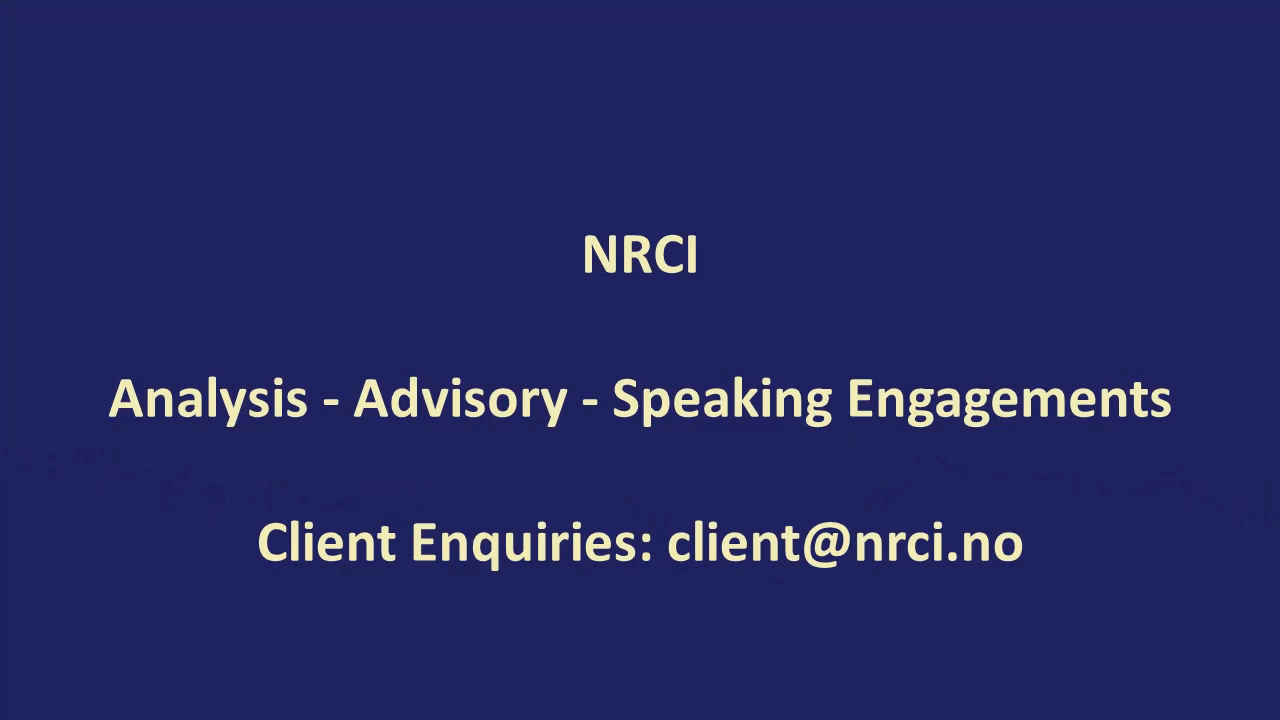 NRCI
Analysis - Advisory - Speaking Engagements
Client Enquiries: client@nrci.no